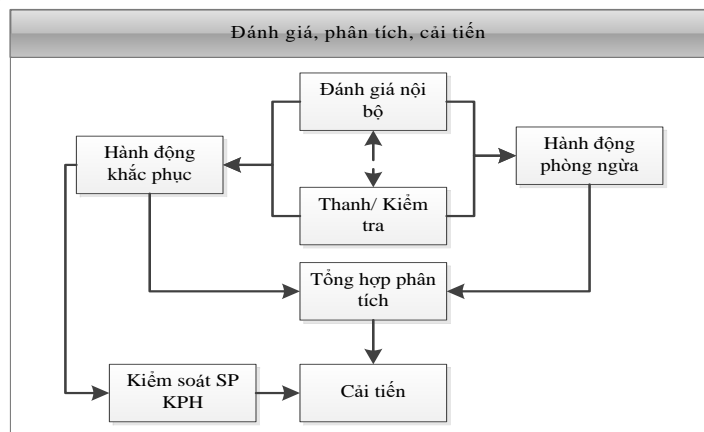 Đánh giá, phân tích, cải tiến
Đánh giá nội
bộ
Hành động
khắc phục
Hành động
phòng ngừa
Thanh/ Kiểm
tra
Tổng hợp phân
tích
Kiểm soát SP
KPH
Cải tiến